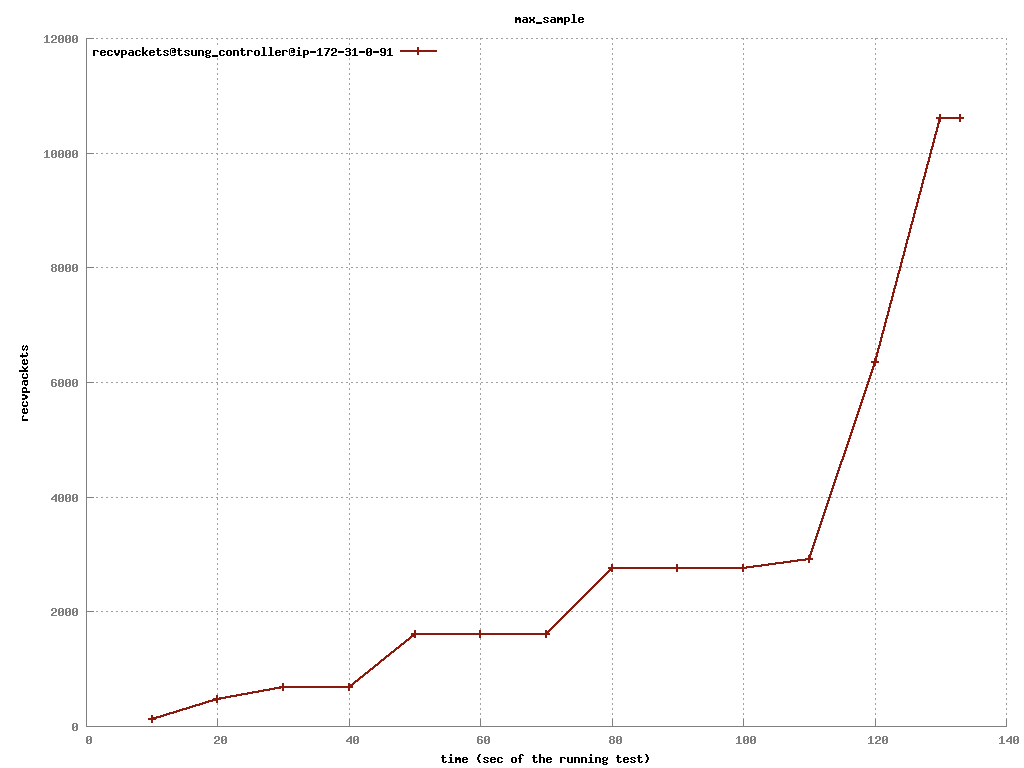 max_sample
recvpackets@tsung_controller@ip-172-31-0-91
12000
10000
8000
6000
4000
2000
0
recvpackets
0 20 40 60 80 100 120 140
time (sec of the running test)